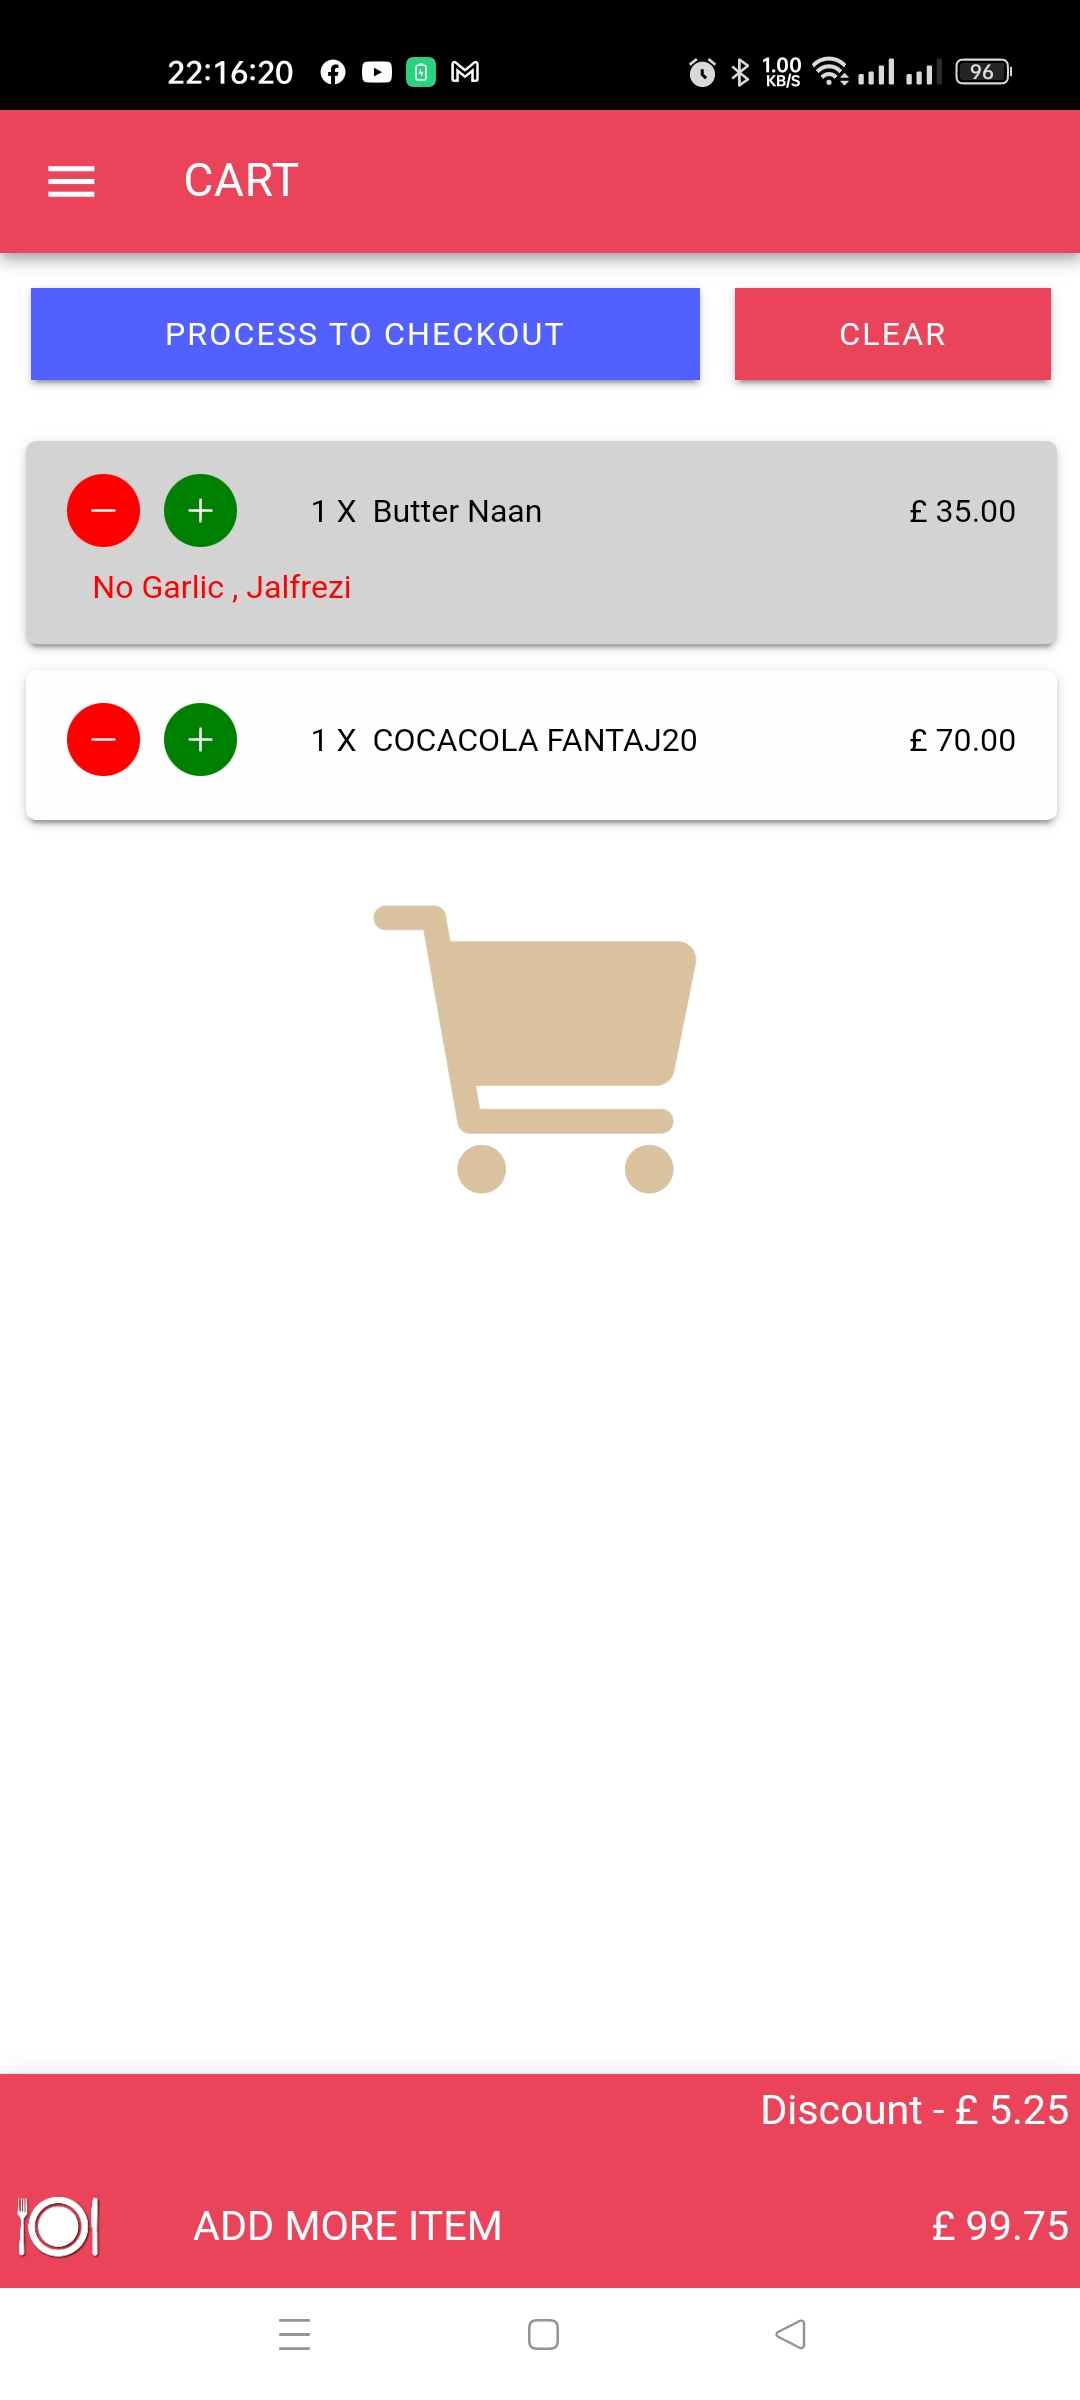 22:16:20 1.00 KB/S 96
CART
PROCESS TO CHECKOUT CLEAR
1 X Butter Naan £ 35.00
No Garlic , Jalfrezi
1 X COCACOLA FANTAJ20 £ 70.00
Discount - £ 5.25
ADD MORE ITEM £ 99.75